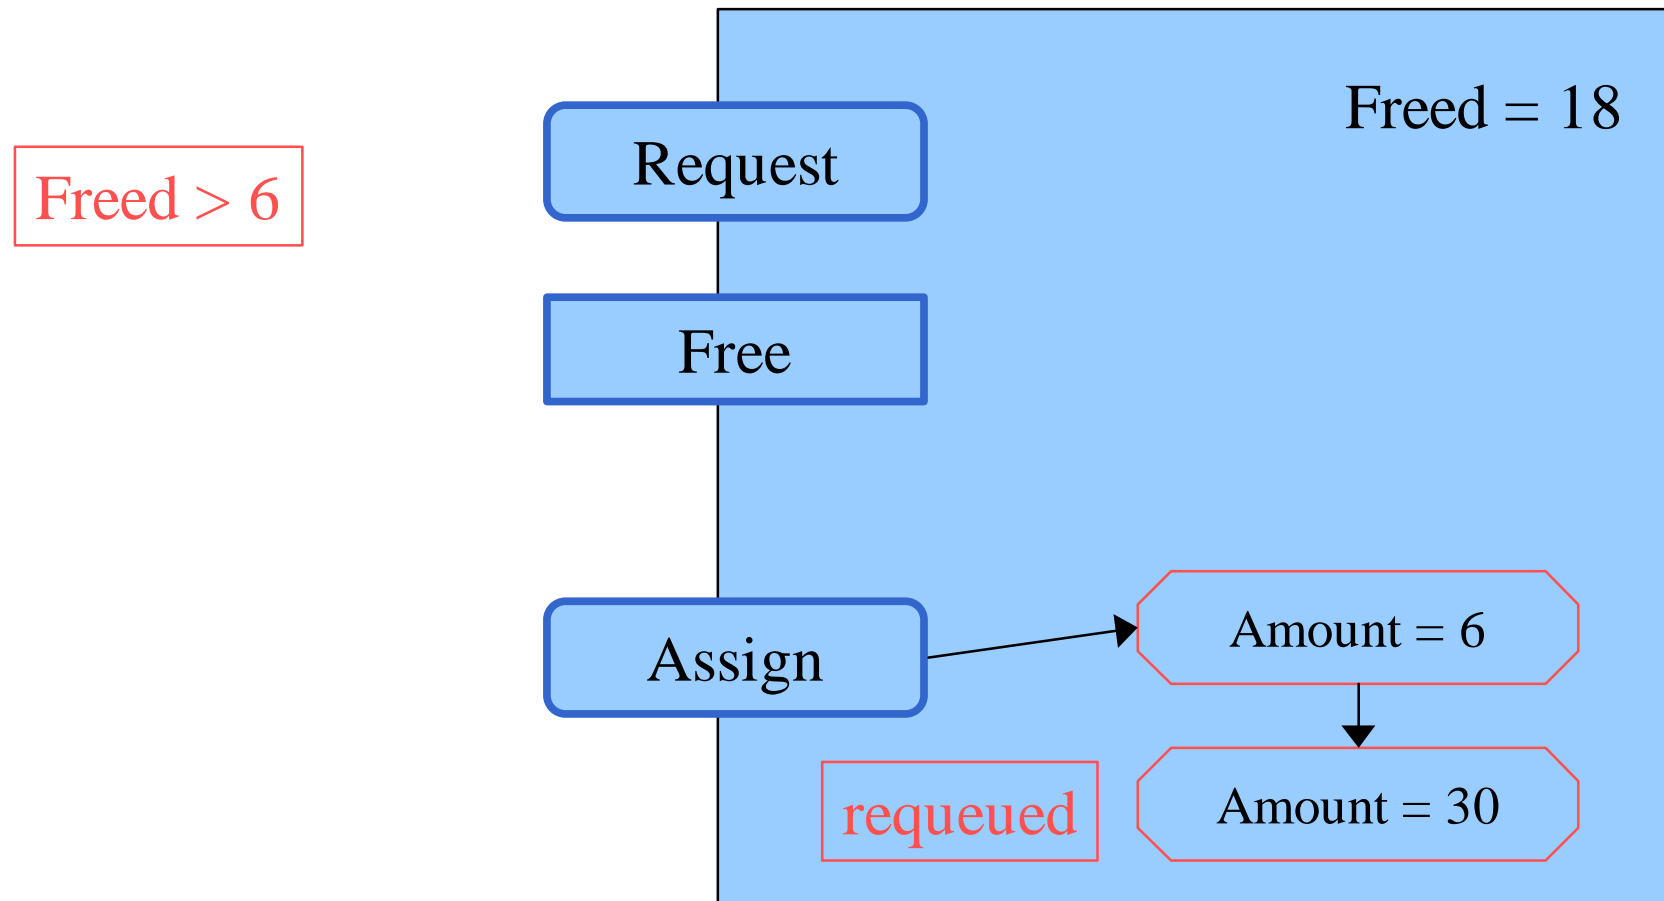 Freed = 18
Request
Freed > 6
Free
Assign
Amount = 6
requeued
Amount = 30